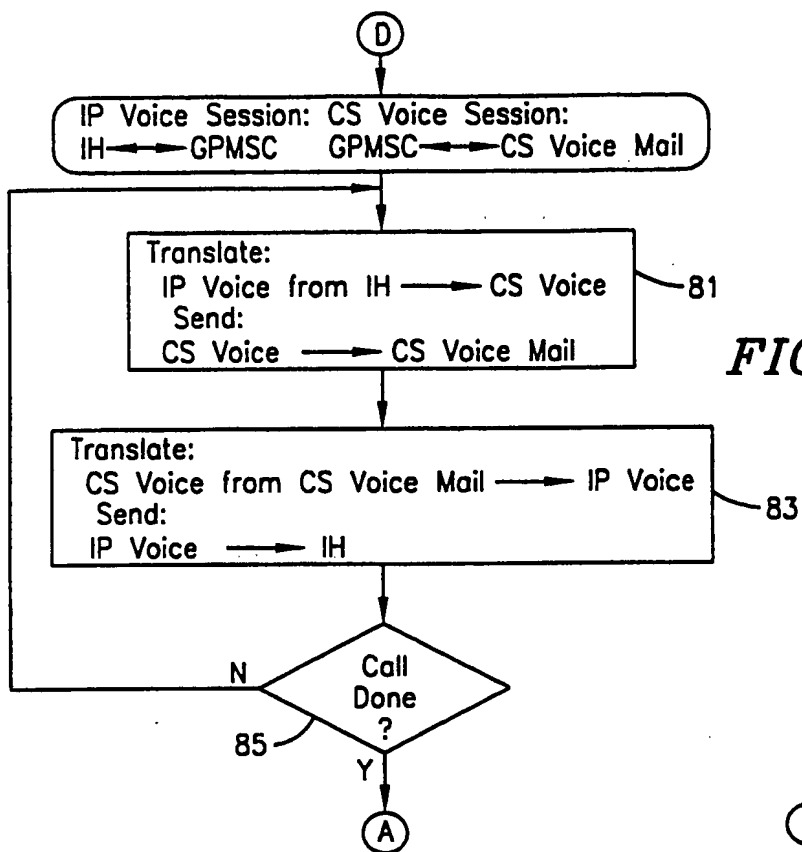 D
IP Voice Session: CS Voice Session:
IH GPMSC GPMSC CS Voice Mail
Translate:
IP Voice from IH CS Voice
Send:
CS Voice CS Voice Mail
81
FIG
Translate:
CS Voice from CS Voice Mail IP Voice
Send:
IP Voice IH
83
N
Call
Done
?
85
Y
A